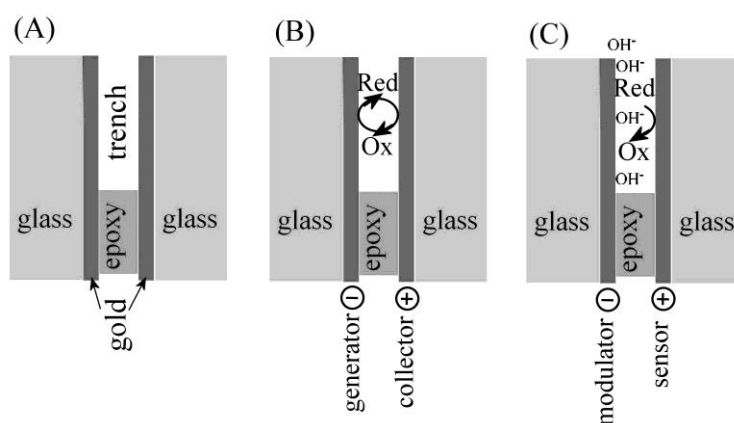 (A)
trench
glass
epoxy
glass
gold
(B)
Red
Ox
glass
epoxy
glass
generator −
collector +
(C)
OH-
OH-
Red
OH-
Ox
OH-
glass
epoxy
glass
modulator −
sensor +